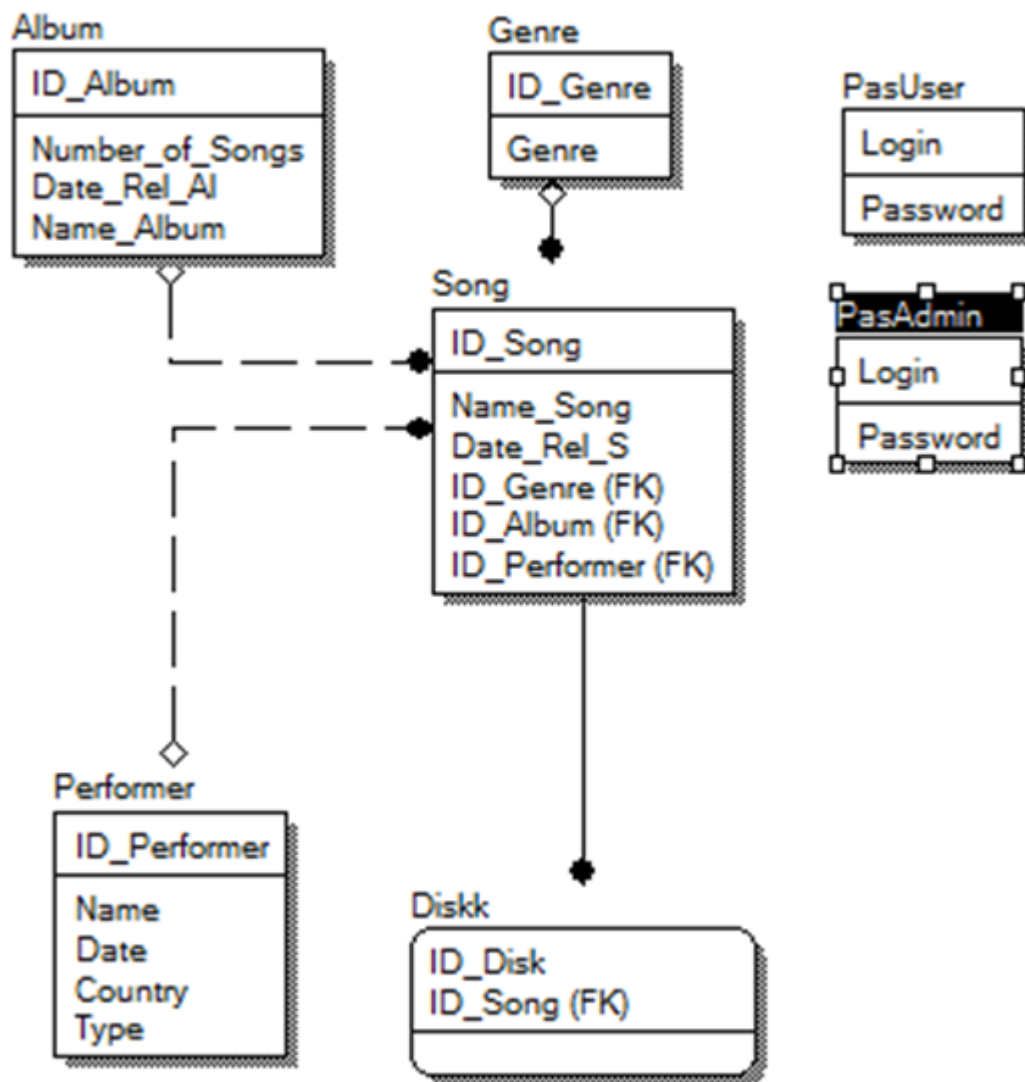 Album
ID_Album
Number_of_Songs
Date_Rel_Al
Name_Album
Genre
ID_Genre
Genre
PasUser
Login
Password
PasAdmin
Login
Password
Song
ID_Song
Name_Song
Date_Rel_S
ID_Genre (FK)
ID_Album (FK)
ID_Performer (FK)
Performer
ID_Performer
Name
Date
Country
Type
Diskk
ID_Disk
ID_Song (FK)